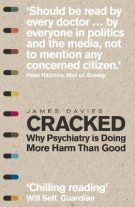 'Should be read by
every doctor ... by
everyone in politics
and the media, not
to mention any
concerned citizen.'
Peter Hitchens, Mail on Sunday
JAMES DAVIES
CRACKED
Why Psychiatry is Doing
More Harm Than Good
'Chilling reading'
Will Self, Guardian